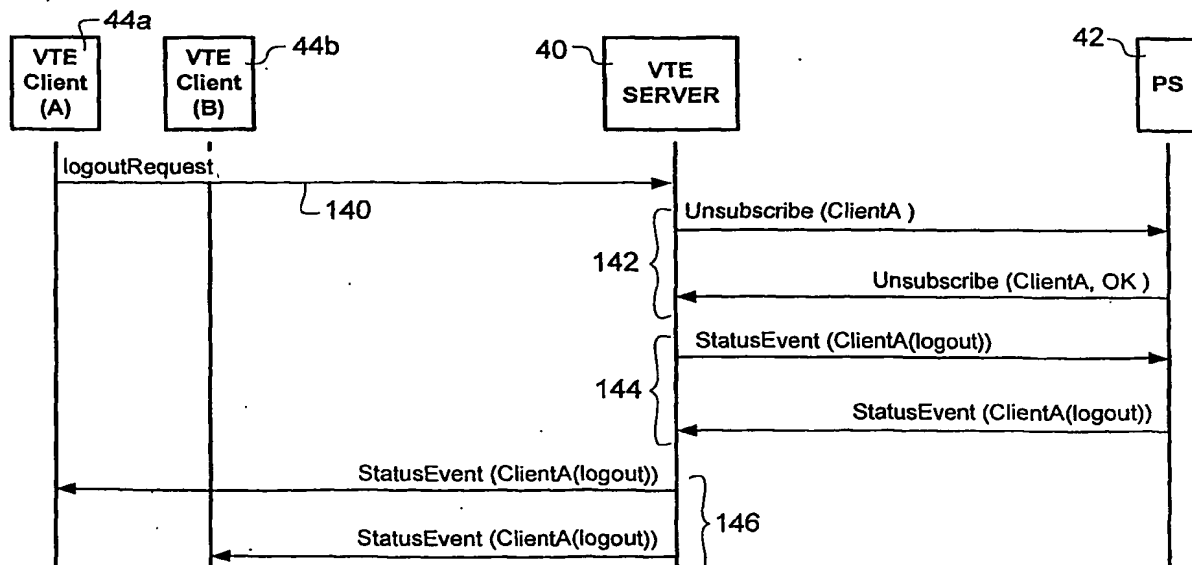 44a
44b
40
42
VTE
Client
(A)
VTE
Client
(B)
VTE
SERVER
PS
logoutRequest
140
Unsubscribe (ClientA )
142
Unsubscribe (ClientA, OK )
StatusEvent (ClientA(logout))
144
StatusEvent (ClientA(logout))
StatusEvent (ClientA(logout))
146
StatusEvent (ClientA(logout))